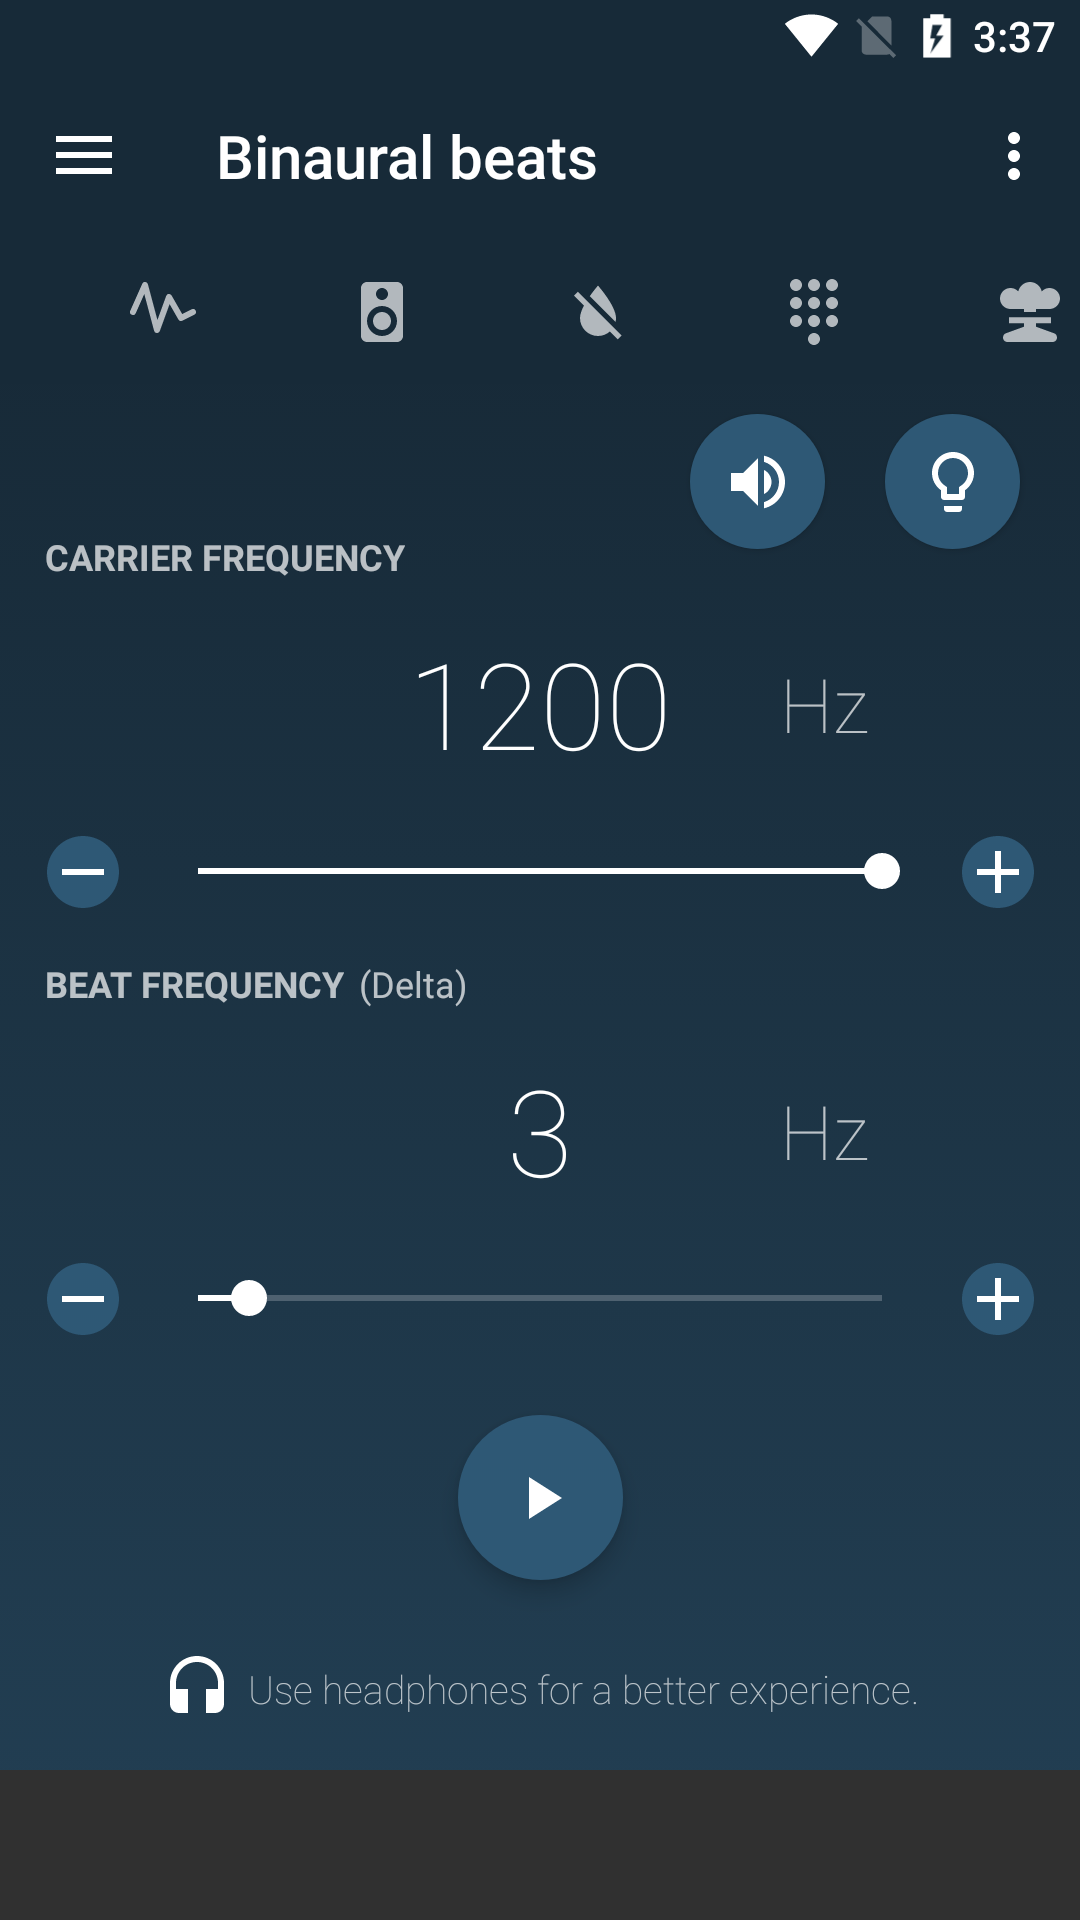 3:37
Binaural beats
CARRIER FREQUENCY
1200 Hz
BEAT FREQUENCY (Delta)
3 Hz
Use headphones for a better experience.